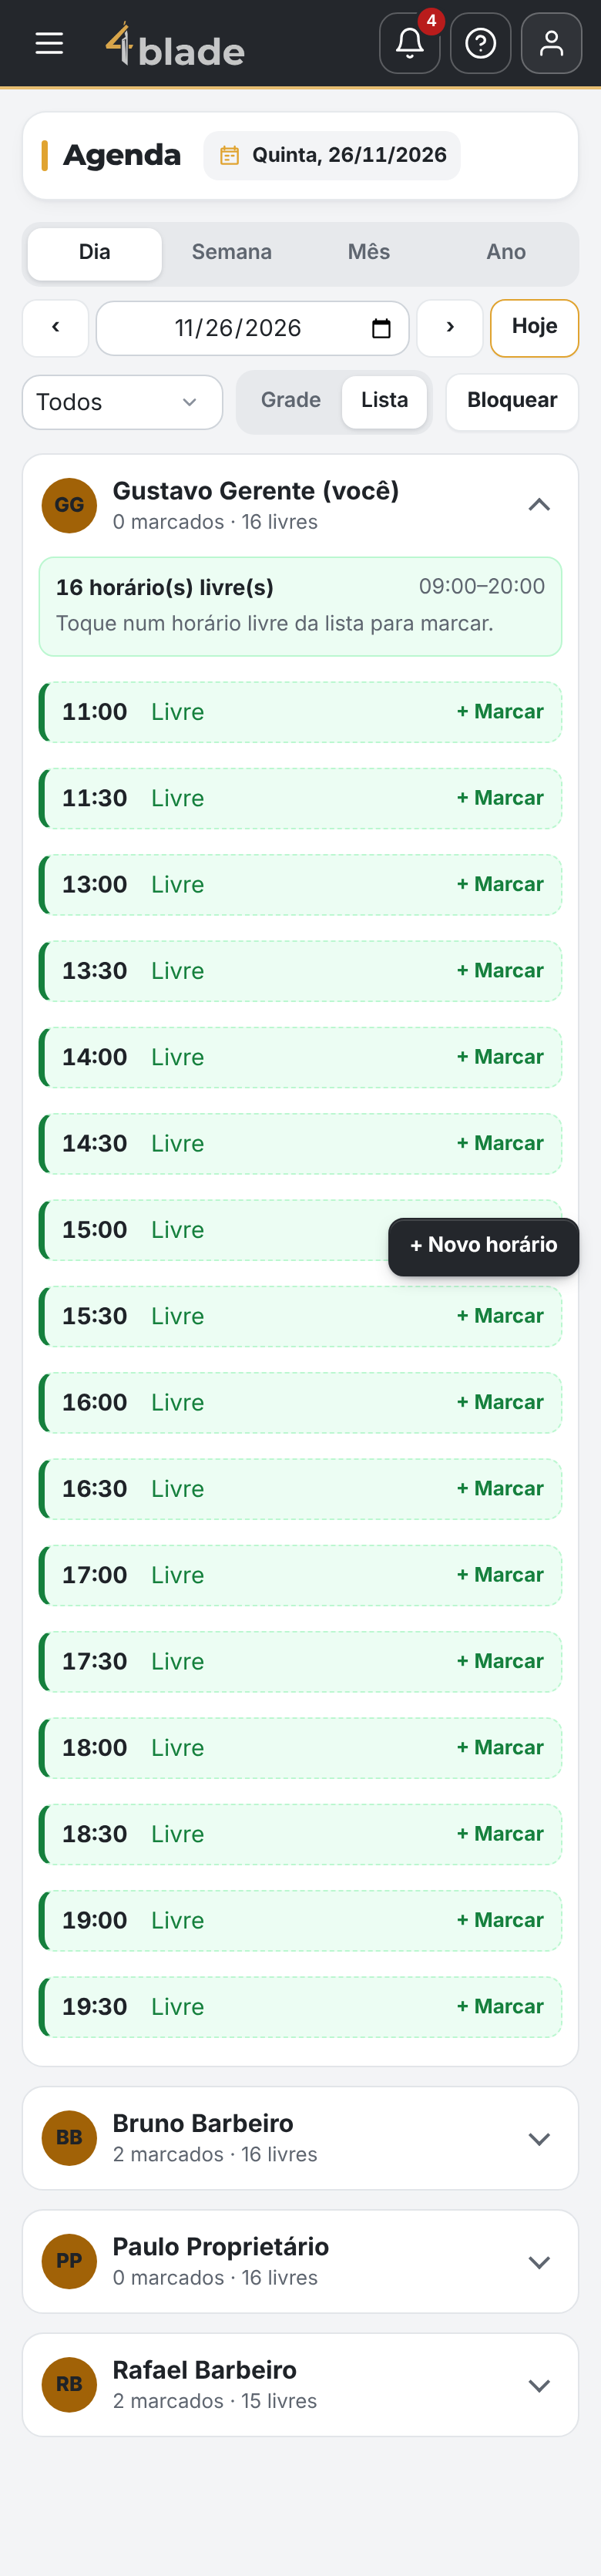 4blade
4
Agenda
Quinta, 26/11/2026
Dia Semana Mês Ano
‹ 11/26/2026 › Hoje
Todos Grade Lista Bloquear
GG
Gustavo Gerente (você)
0 marcados · 16 livres
16 horário(s) livre(s) 09:00–20:00
Toque num horário livre da lista para marcar.
11:00 Livre + Marcar
11:30 Livre + Marcar
13:00 Livre + Marcar
13:30 Livre + Marcar
14:00 Livre + Marcar
14:30 Livre + Marcar
15:00 Livre
+ Novo horário
15:30 Livre + Marcar
16:00 Livre + Marcar
16:30 Livre + Marcar
17:00 Livre + Marcar
17:30 Livre + Marcar
18:00 Livre + Marcar
18:30 Livre + Marcar
19:00 Livre + Marcar
19:30 Livre + Marcar
BB
Bruno Barbeiro
2 marcados · 16 livres
PP
Paulo Proprietário
0 marcados · 16 livres
RB
Rafael Barbeiro
2 marcados · 15 livres